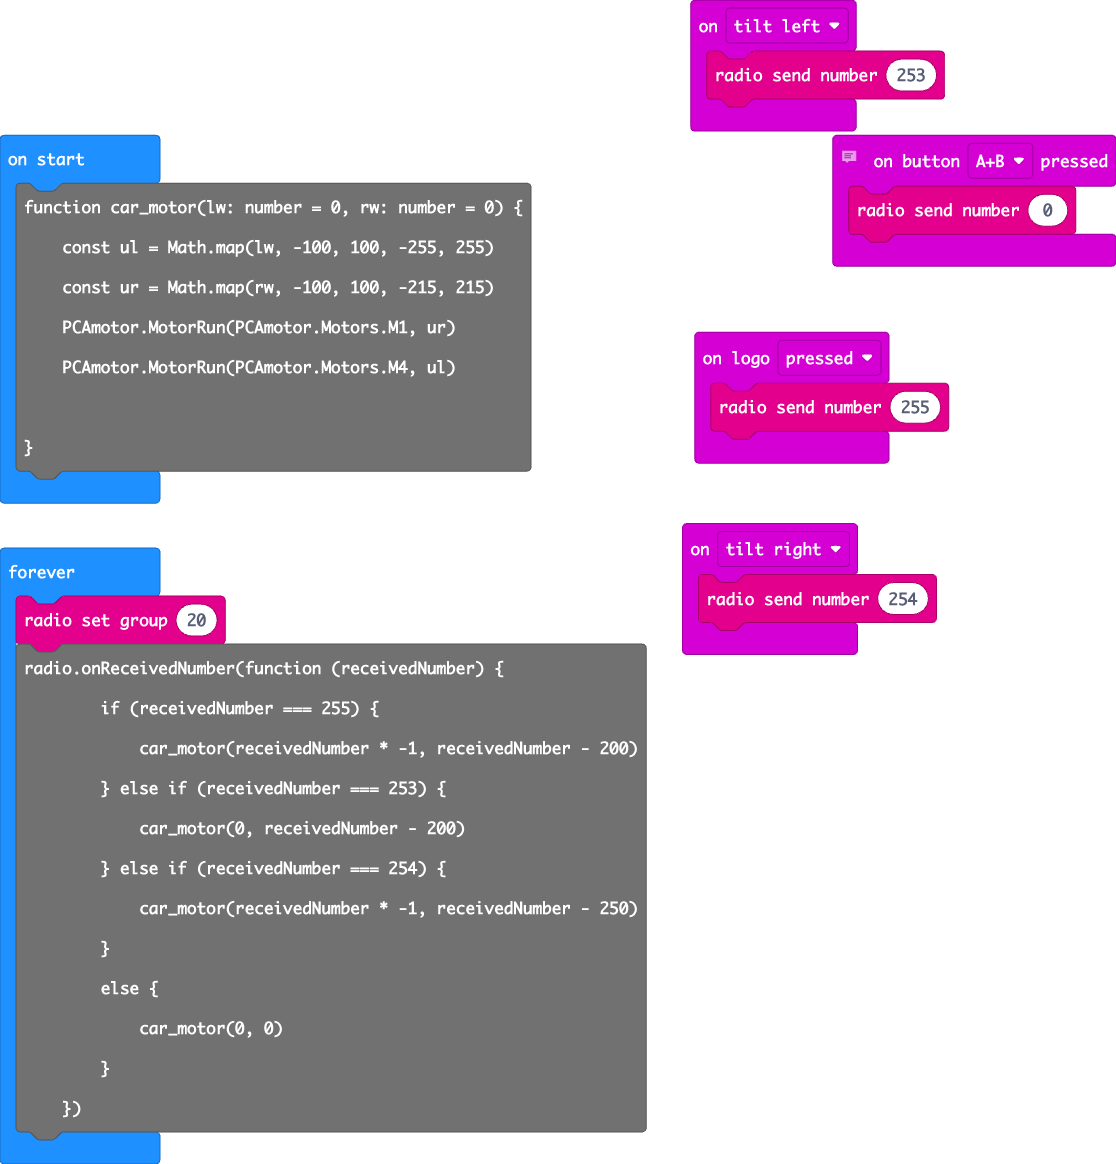 on start
function car_motor(lw: number = 0, rw: number = 0) {
const ul = Math.map(lw, -100, 100, -255, 255)
const ur = Math.map(rw, -100, 100, -215, 215)
PCAmotor.MotorRun(PCAmotor.Motors.M1, ur)
PCAmotor.MotorRun(PCAmotor.Motors.M4, ul)
}
forever
radio set group 20
radio.onReceivedNumber(function (receivedNumber) {
if (receivedNumber === 255) {
car_motor(receivedNumber * -1, receivedNumber - 200)
} else if (receivedNumber === 253) {
car_motor(0, receivedNumber - 200)
} else if (receivedNumber === 254) {
car_motor(receivedNumber * -1, receivedNumber - 250)
}
else {
car_motor(0, 0)
}
})
on tilt left
radio send number 253
on button A+B pressed
radio send number 0
on logo pressed
radio send number 255
on tilt right
radio send number 254